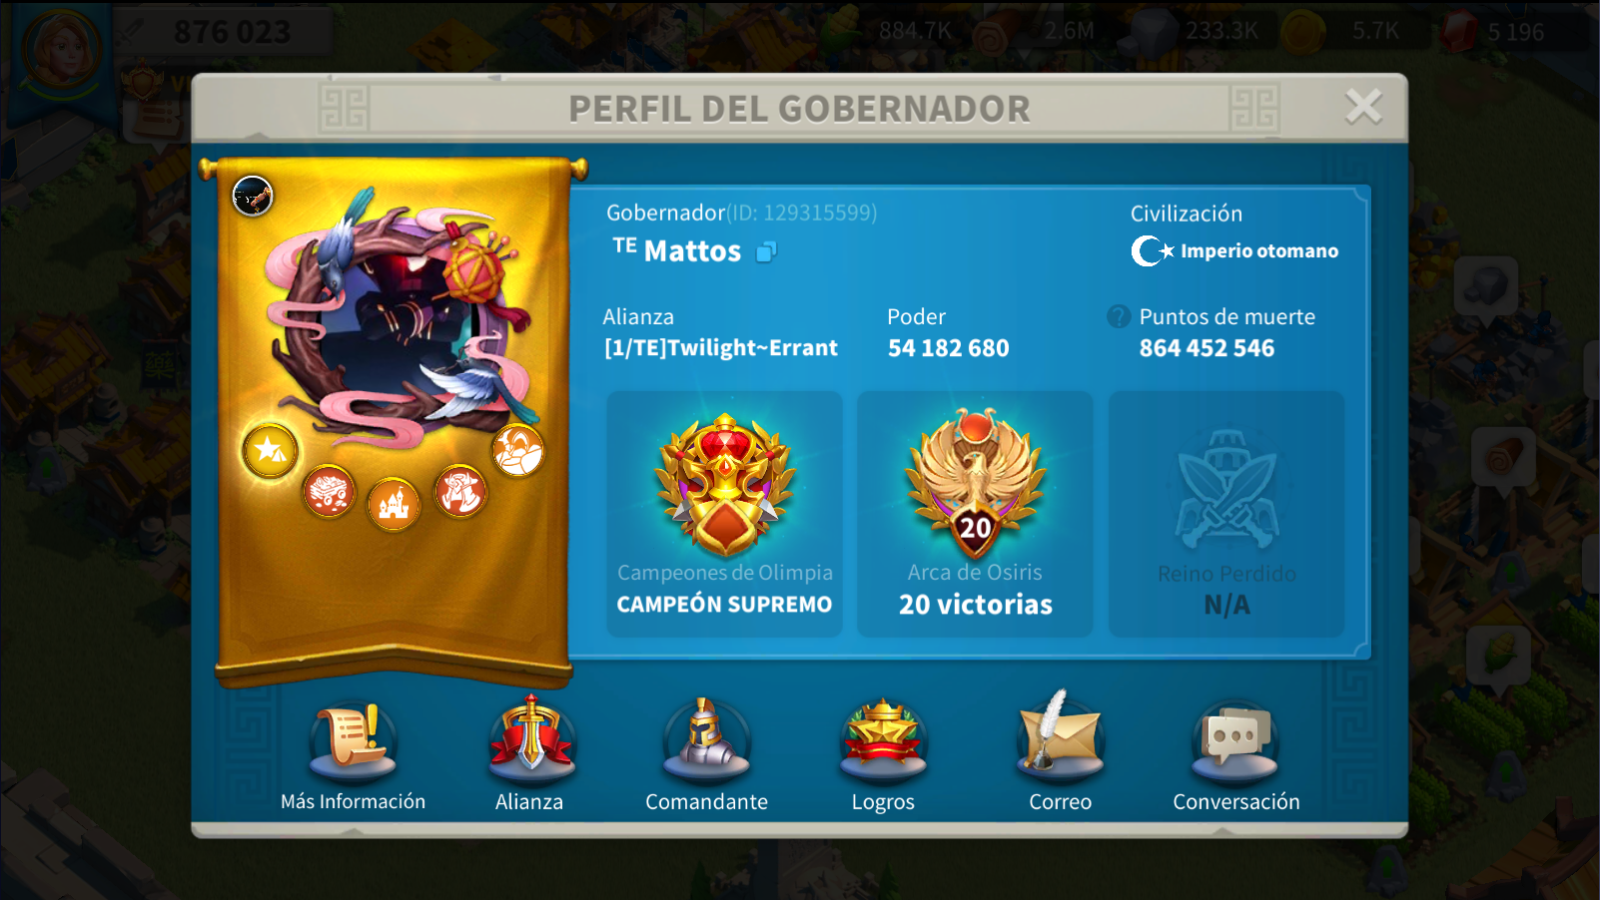 876 023
884.7K
2.6M
233.3K
5.7K
5 196
PERFIL DEL GOBERNADOR
Gobernador(ID: 129315599)
Civilización
ᵀᴱ Mattos
Imperio otomano
Alianza
Poder
? Puntos de muerte
[1/TE]Twilight~Errant
54 182 680
864 452 546
20
Campeones de Olimpia
Arca de Osiris
Reino Perdido
CAMPEÓN SUPREMO
20 victorias
N/A
Más Información
Alianza
Comandante
Logros
Correo
Conversación